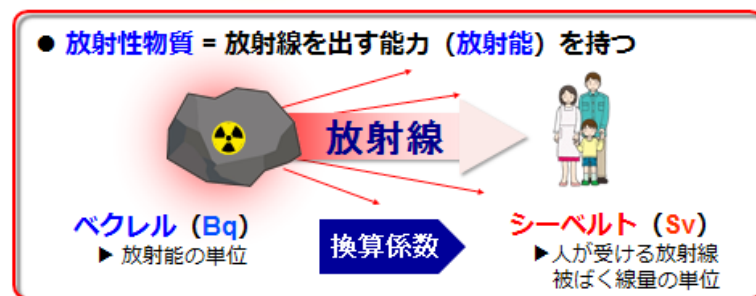 ● 放射性物質 = 放射線を出す能力（放射能）を持つ
放射線
ベクレル（Bq）
▶ 放射能の単位
換算係数
シーベルト（Sv）
▶人が受ける放射線
被ばく線量の単位